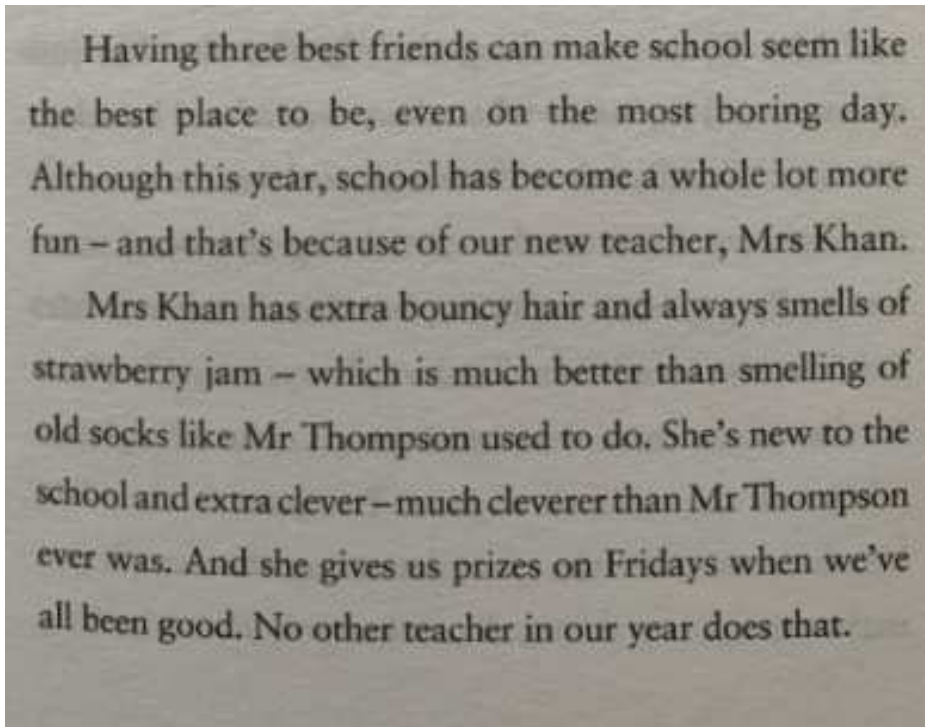 Having three best friends can make school seem like
the best place to be, even on the most boring day.
Although this year, school has become a whole lot more
fun – and that's because of our new teacher, Mrs Khan.
Mrs Khan has extra bouncy hair and always smells of
strawberry jam – which is much better than smelling of
old socks like Mr Thompson used to do. She's new to the
school and extra clever – much cleverer than Mr Thompson
ever was. And she gives us prizes on Fridays when we've
all been good. No other teacher in our year does that.